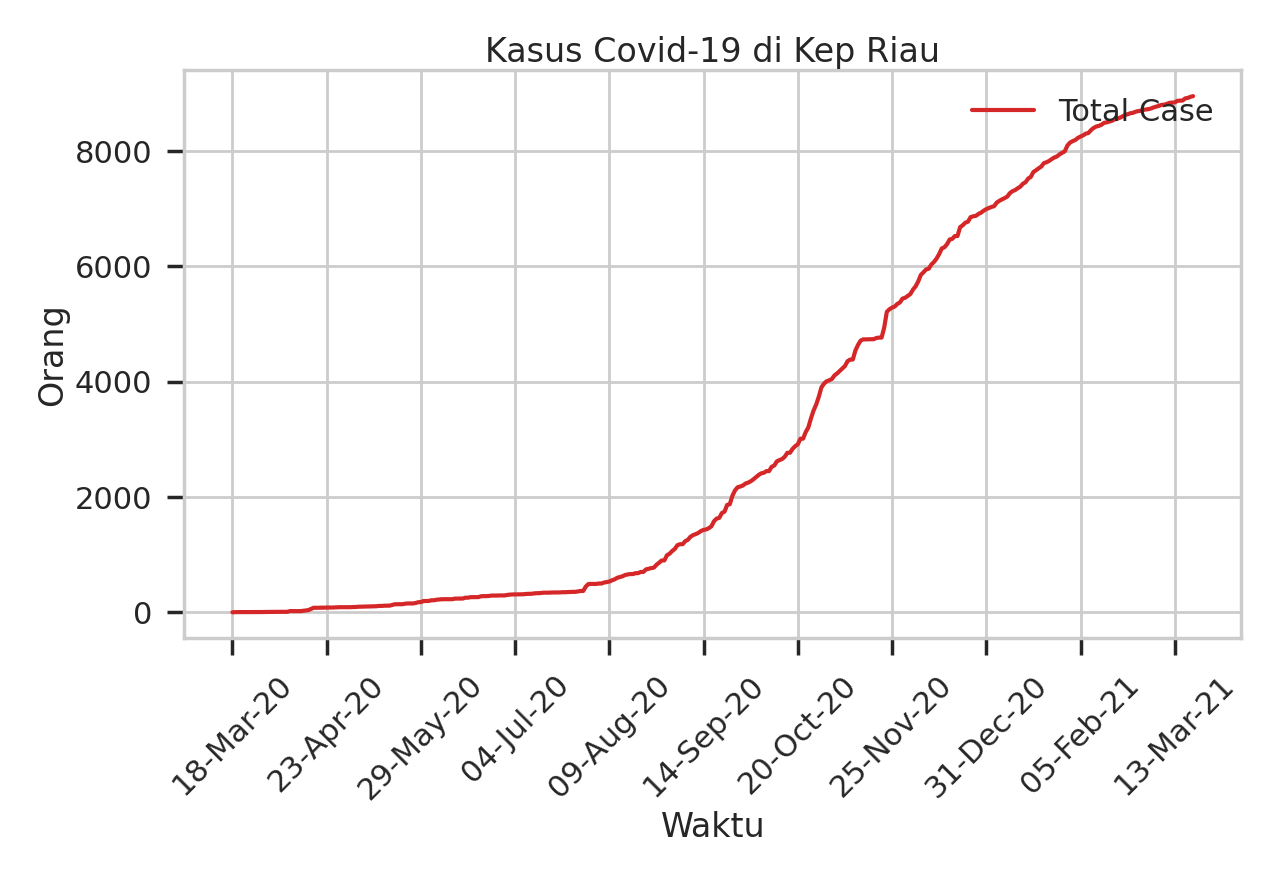 Kasus Covid-19 di Kep Riau
Total Case
Orang
8000
6000
4000
2000
0
18-Mar-20
23-Apr-20
29-May-20
04-Jul-20
09-Aug-20
14-Sep-20
20-Oct-20
25-Nov-20
31-Dec-20
05-Feb-21
13-Mar-21
Waktu